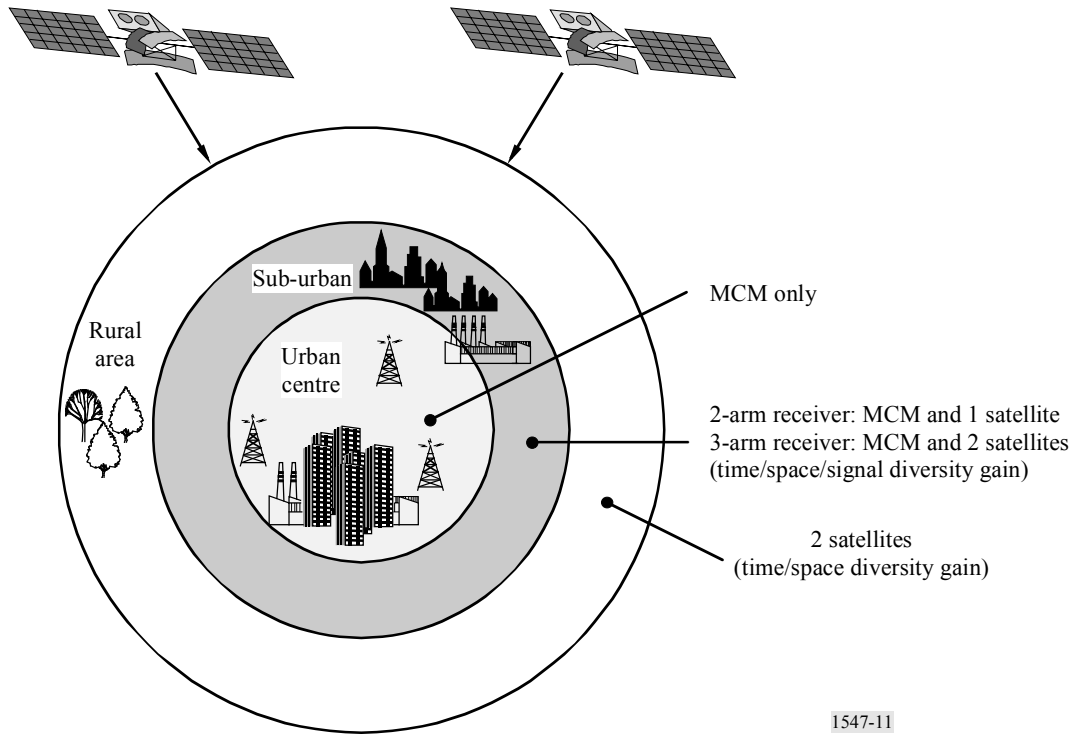 Sub-urban
MCM only
Rural
area
Urban
centre
2-arm receiver: MCM and 1 satellite
3-arm receiver: MCM and 2 satellites
(time/space/signal diversity gain)
2 satellites
(time/space diversity gain)
1547-11